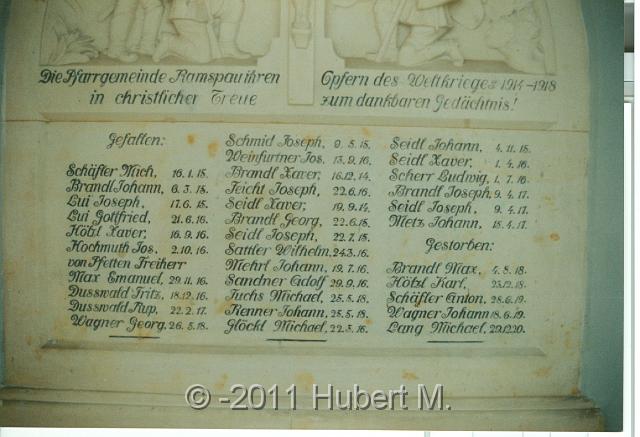 Die Pfarrgemeinde Ramspau ihren Opfern des Weltkrieges 1914-1918
in christlicher Treue zum dankbaren Gedächtnis!
Gefallen:
Schäfler Mich, 16.1.15.
Brandl Johann, 6.3.15.
Lui Joseph, 17.6.15.
Lui Gottfried, 21.6.16.
Hötzl Xaver, 16.9.16.
Hochmuth Jos, 2.10.16.
von Pfetten Freiherr
Max Emanuel, 29.11.16.
Dusswald Fritz, 18.12.16.
Dusswald Rup, 22.2.17.
Wagner Georg, 26.5.18.
Schmid Joseph, 9.5.15.
Weinfurtner Jos, 13.9.16.
Brandl Xaver, 16.12.14.
Feicht Joseph, 22.6.16.
Seidl Xaver, 19.9.14.
Brandl Georg, 22.6.18.
Seidl Joseph, 22.7.18.
Sattler Wilhelm, 24.3.16.
Mehrl Johann, 19.7.16.
Sandner Adolf 29.9.16.
Fuchs Michael, 25.5.18.
Renner Johann, 25.5.18.
Glöckl Michael, 22.5.16.
Seidl Johann, 4.11.18.
Seidl Xaver, 1.4.16.
Scherr Ludwig, 1.7.16.
Brandl Joseph, 9.4.17.
Seidl Joseph, 9.4.17.
Metz Johann, 18.4.17.
Gestorben:
Brandl Max, 4.8.18.
Hötzl Karl, 23.12.18.
Schäfler Anton, 28.6.19.
Wagner Johann 18.6.19.
Lang Michael, 29.12.20.
© -2011 Hubert M.